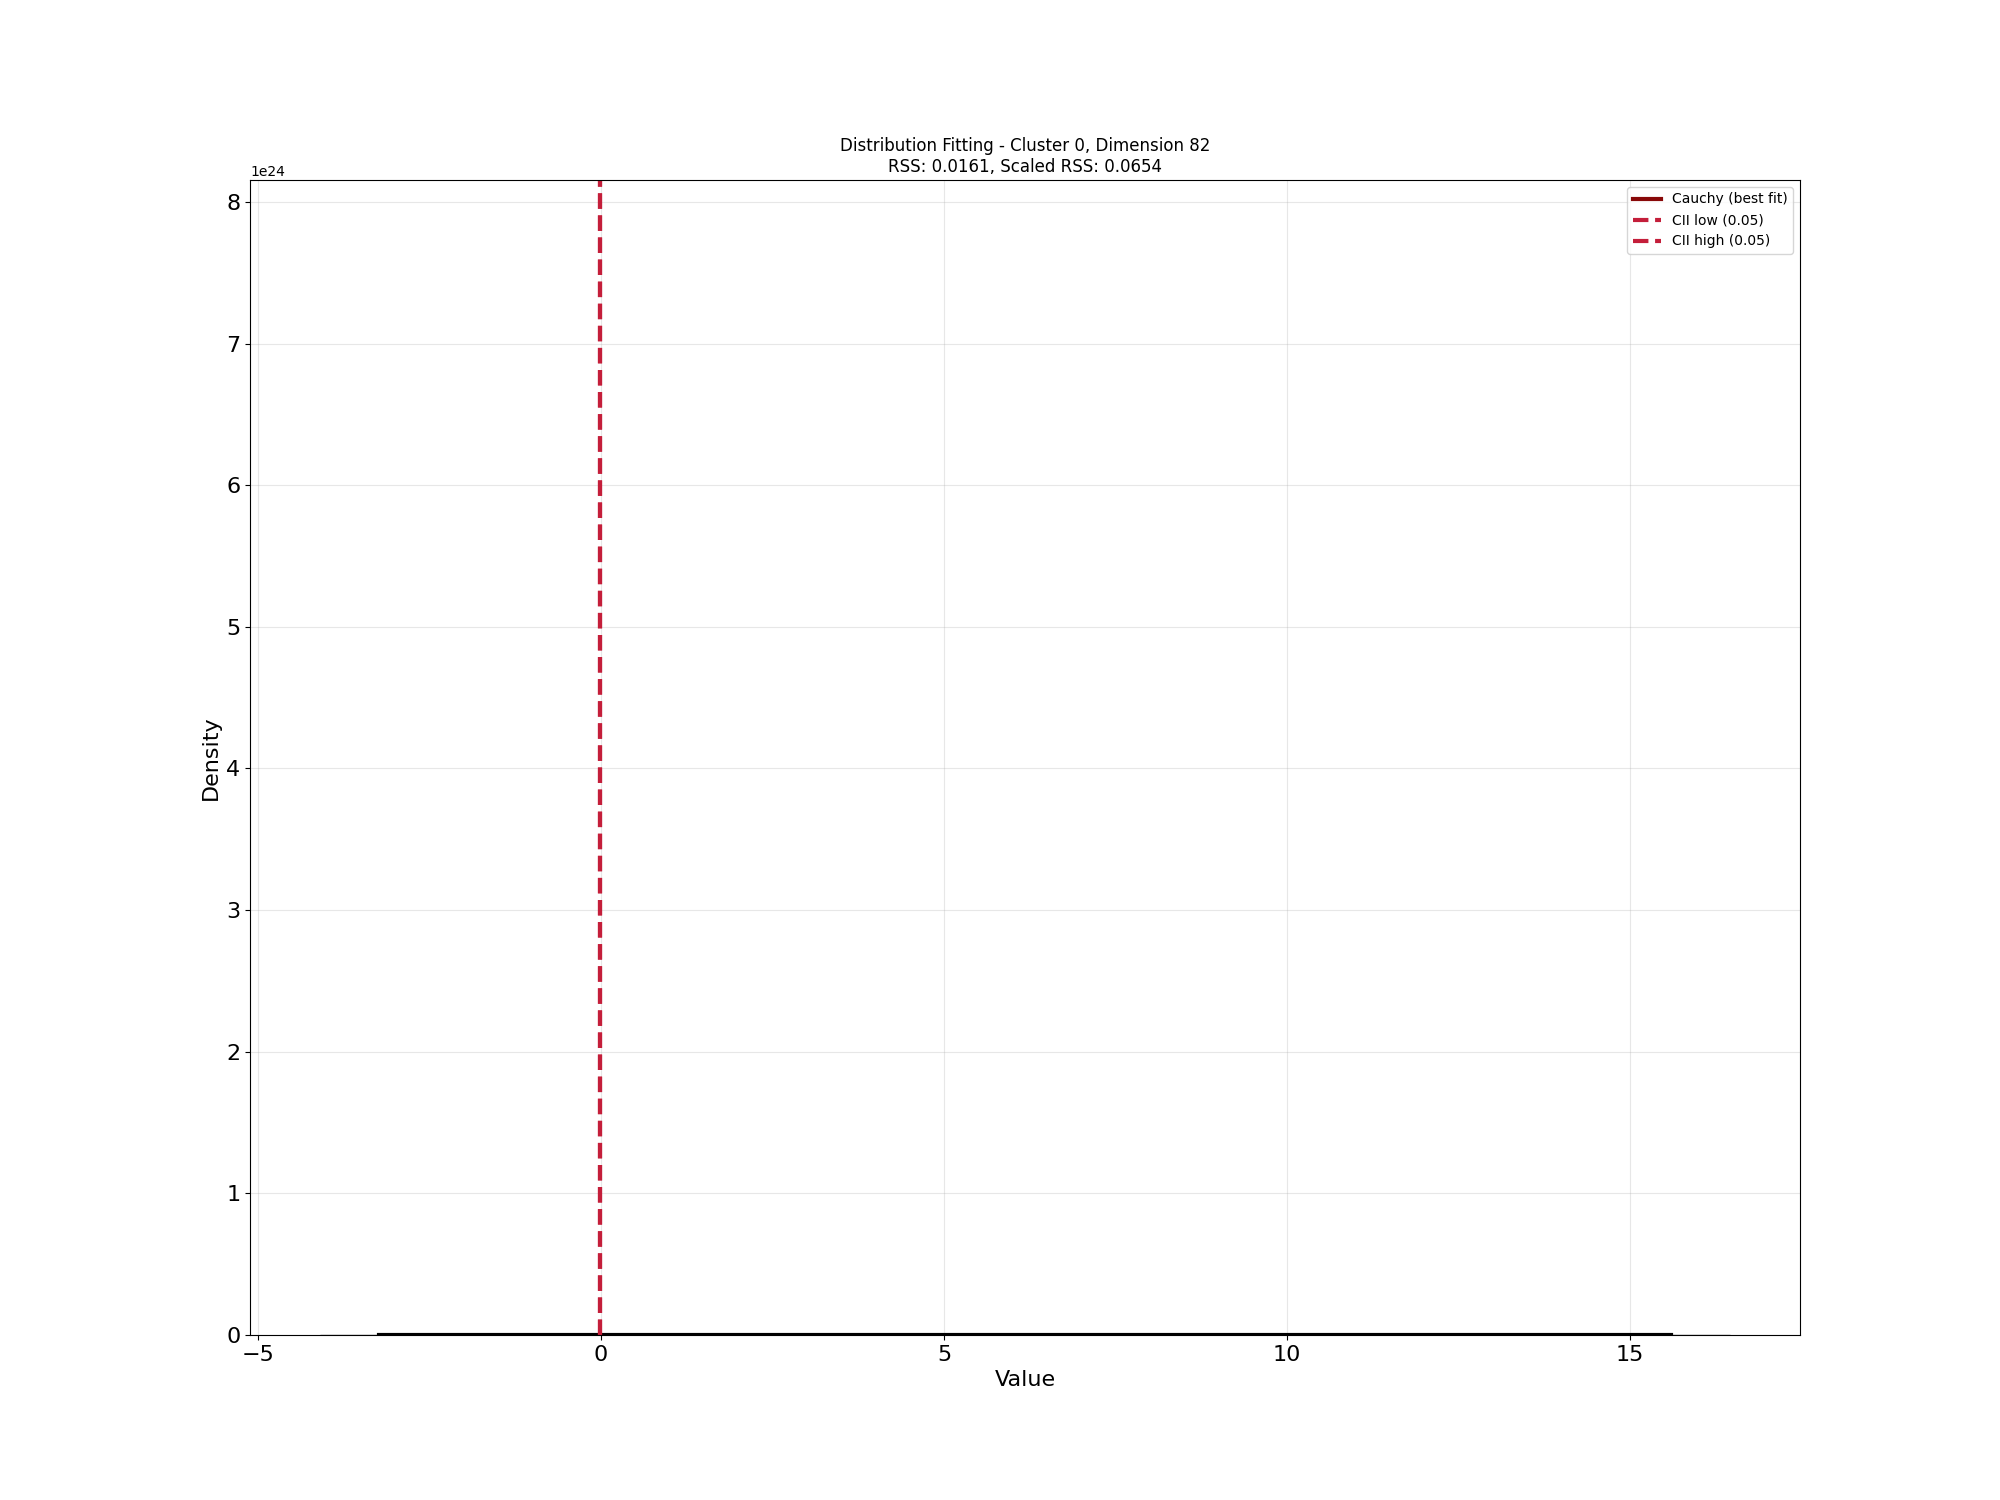 Distribution Fitting - Cluster 0, Dimension 82
RSS: 0.0161, Scaled RSS: 0.0654
1e24
Cauchy (best fit)
CII low (0.05)
CII high (0.05)
8
7
6
5
4
3
2
1
0
Density
−5 0 5 10 15
Value